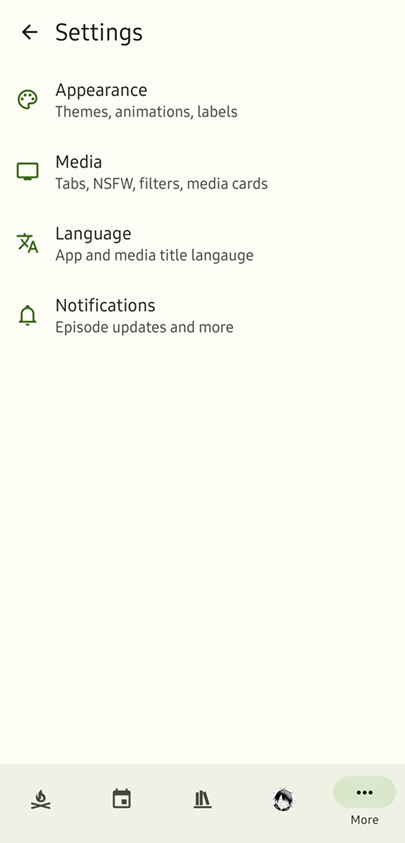 Settings
Appearance
Themes, animations, labels
Media
Tabs, NSFW, filters, media cards
Language
App and media title langauge
Notifications
Episode updates and more
More